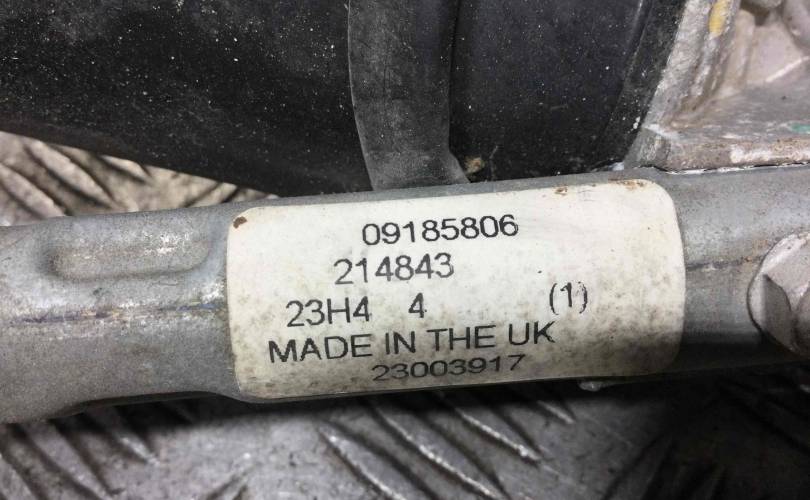 09185806
214843
23H4 4 (1)
MADE IN THE UK
23003917